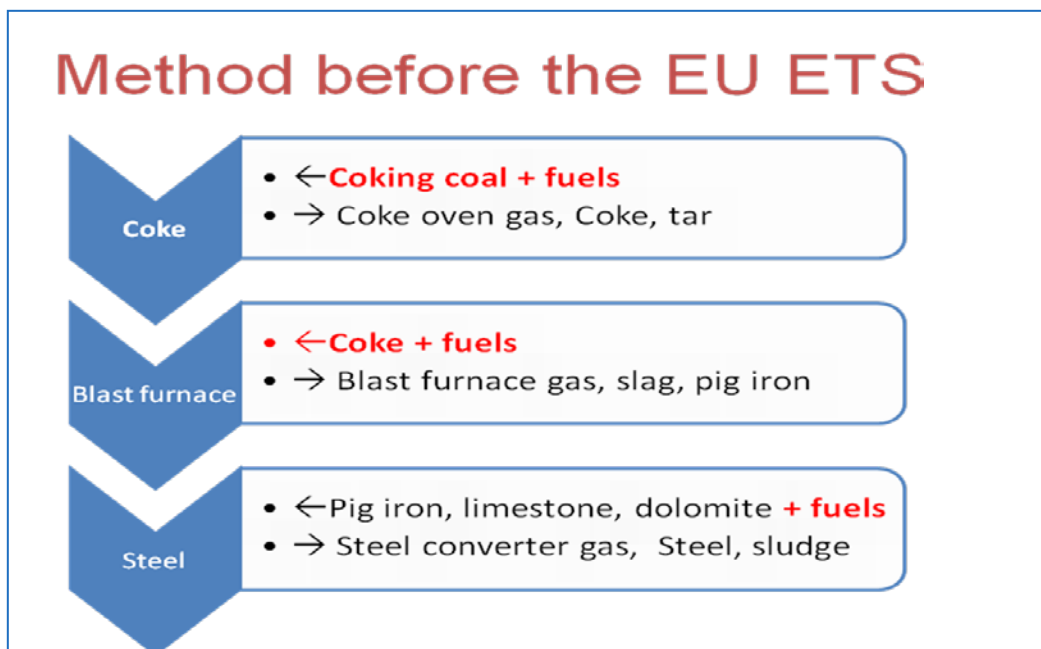 Method before the EU ETS
Coke
• ←Coking coal + fuels
• → Coke oven gas, Coke, tar
Blast furnace
• ←Coke + fuels
• → Blast furnace gas, slag, pig iron
Steel
• ←Pig iron, limestone, dolomite + fuels
• → Steel converter gas,  Steel, sludge